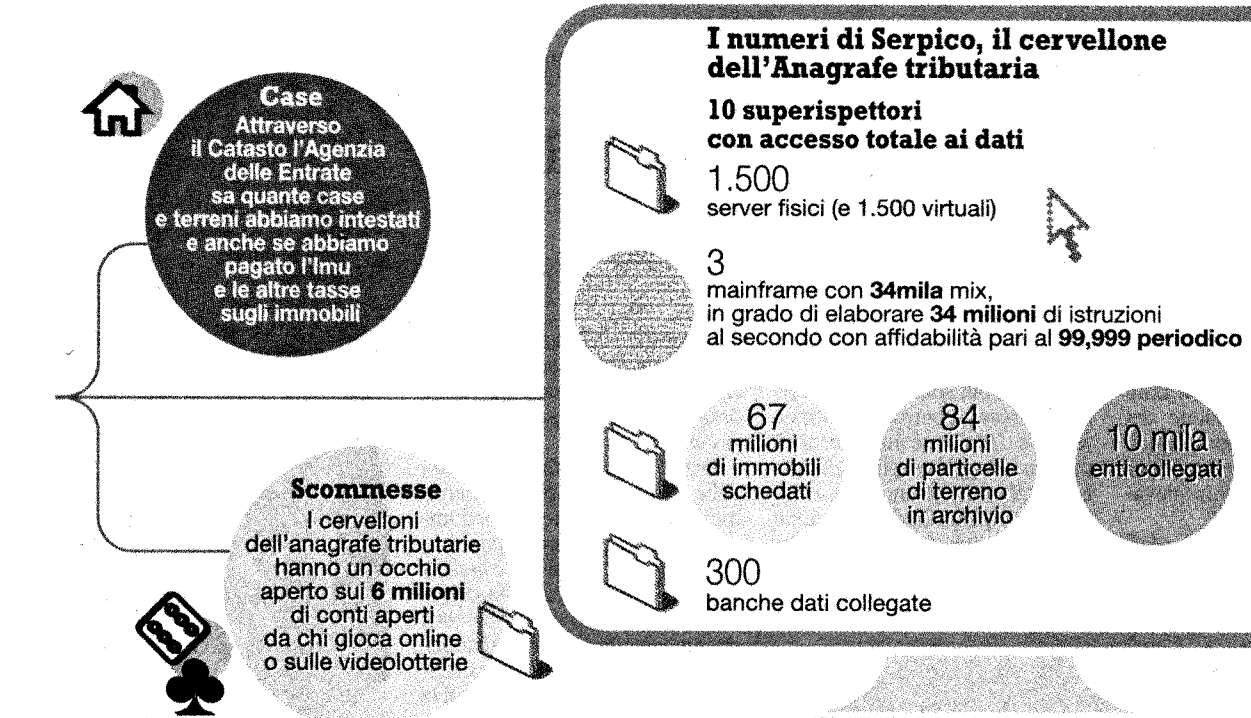 Case
Attraverso
il Catasto l'Agenzia
delle Entrate
sa quante case
e terreni abbiamo intestati
e anche se abbiamo
pagato l'Imu
e le altre tasse
sugli immobili
Scommesse
I cervelloni
dell'anagrafe tributarie
hanno un occhio
aperto sui 6 milioni
di conti aperti
da chi gioca online
o sulle videolotterie
I numeri di Serpico, il cervellone
dell'Anagrafe tributaria
10 superispettori
con accesso totale ai dati
1.500
server fisici (e 1.500 virtuali)
3
mainframe con 34mila mix,
in grado di elaborare 34 milioni di istruzioni
al secondo con affidabilità pari al 99,999 periodico
67
milioni
di immobili
schedati
84
milioni
di particelle
di terreno
in archivio
10 mila
enti collegati
300
banche dati collegate